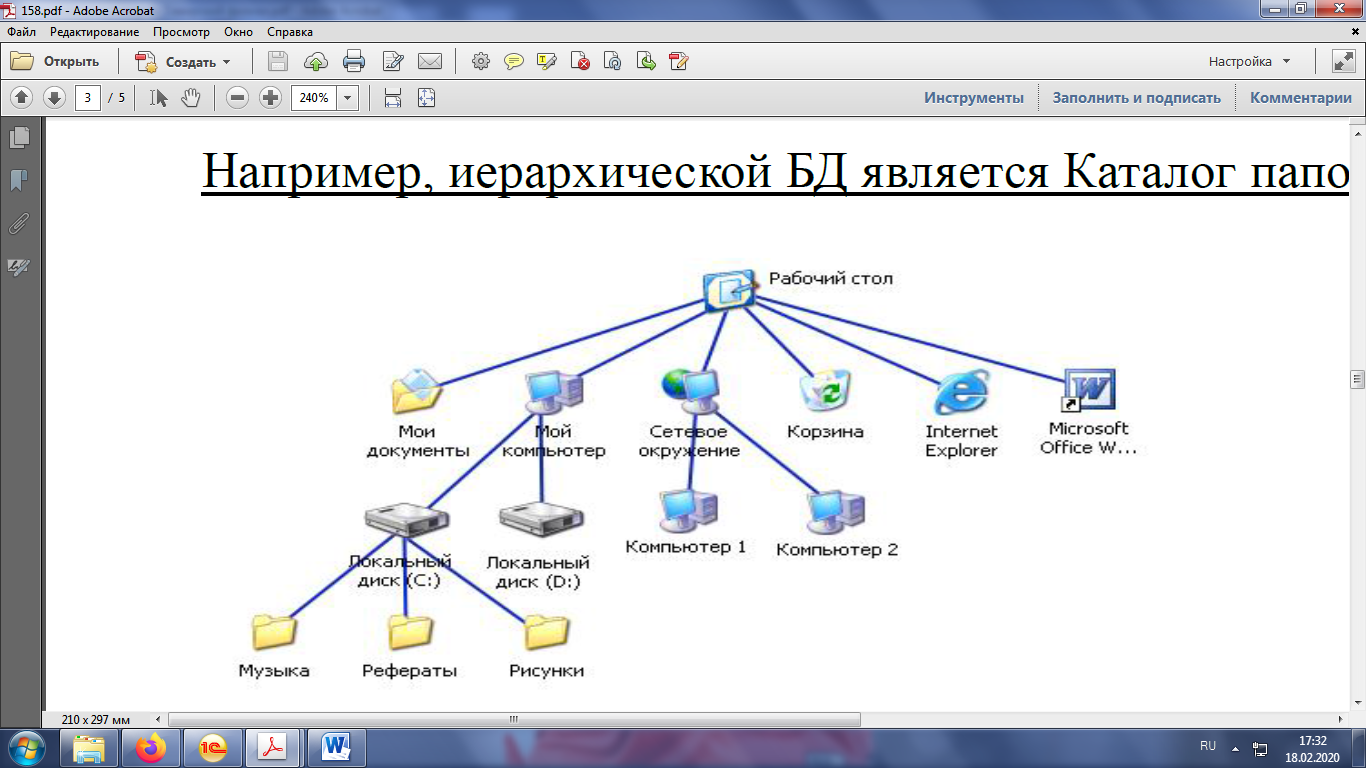 158.pdf - Adobe Acrobat
Файл Редактирование Просмотр Окно Справка
Открыть Создать Настройка
3 / 5 240% Инструменты Заполнить и подписать Комментарии
Например, иерархической БД является Каталог папо
Рабочий стол
Мои документы
Мой компьютер
Сетевое окружение
Корзина
Internet Explorer
Microsoft Office W...
Локальный диск (C:)
Локальный диск (D:)
Компьютер 1
Компьютер 2
Музыка
Рефераты
Рисунки
210 x 297 мм
RU
17:32
18.02.2020